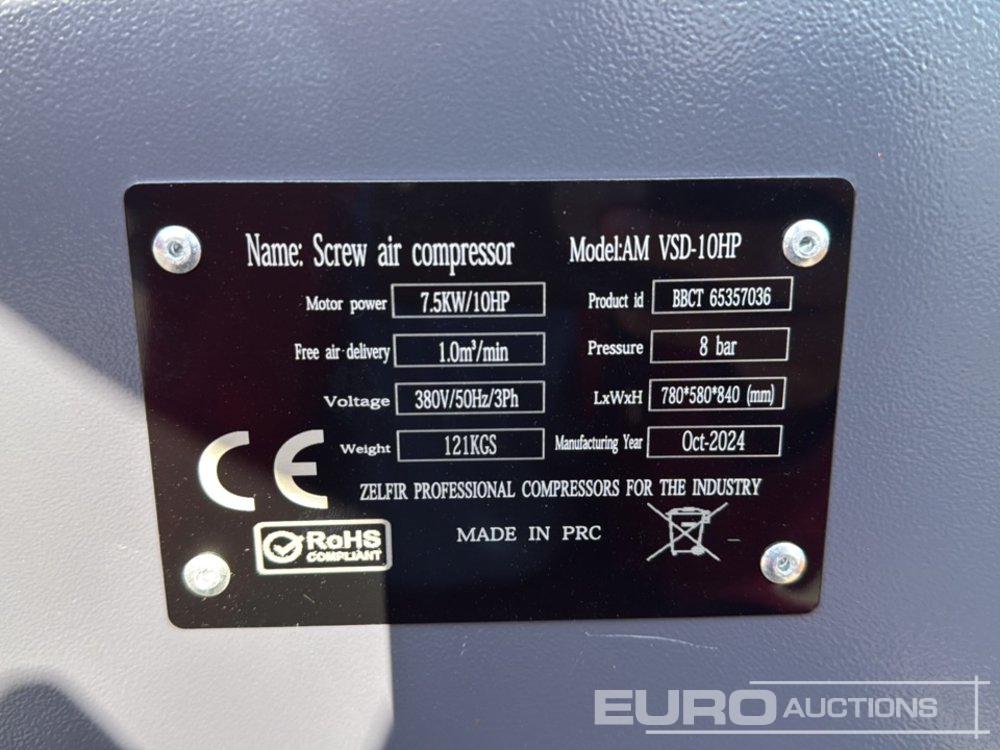 Name: Screw air compressor Model:AM VSD-10HP
Motor power 7.5KW/10HP Product id BBCT 65357036
Free air delivery 1.0m³/min Pressure 8 bar
Voltage 380V/50Hz/3Ph LxWxH 780*580*840 (mm)
Weight 121KGS Manufacturing Year Oct-2024
CE
ZELFIR PROFESSIONAL COMPRESSORS FOR THE INDUSTRY
RoHS
COMPLIANT
MADE IN PRC
EURO AUCTIONS